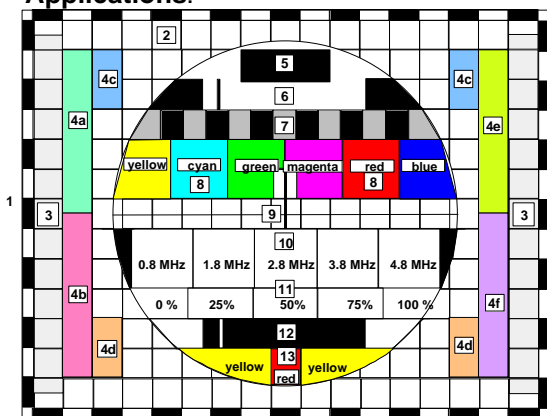 Applications:
2
5
4c
4c
6
4a
4e
7
yellow
cyan
green
magenta
red
blue
8
8
1
3
9
3
10
0.8 MHz
1.8 MHz
2.8 MHz
3.8 MHz
4.8 MHz
11
4b
4f
0 %
25%
50%
75%
100 %
12
4d
4d
13
yellow
yellow
red